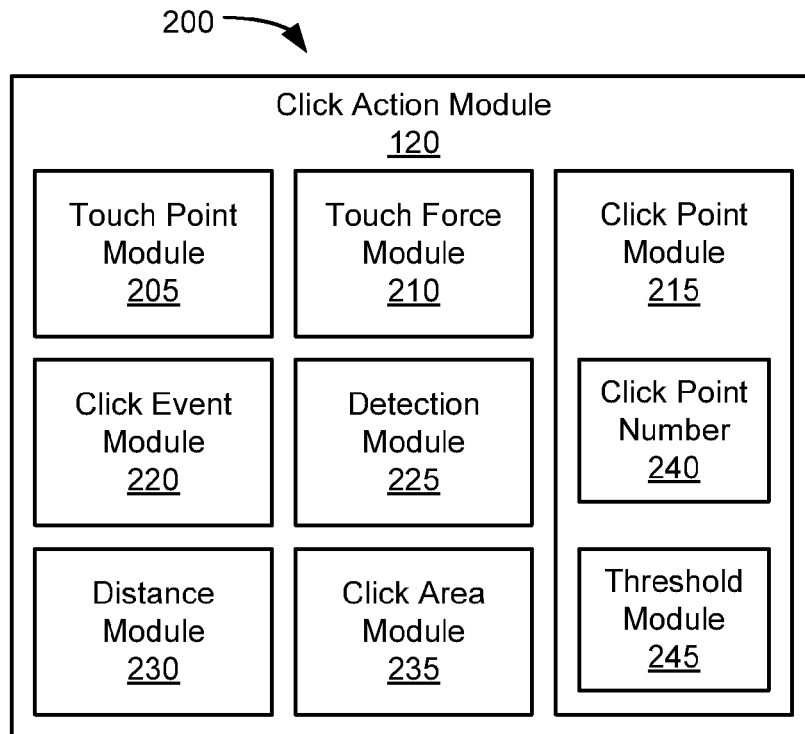 200
Click Action Module
120
Touch Point
Module
205
Touch Force
Module
210
Click Point
Module
215
Click Event
Module
220
Detection
Module
225
Click Point
Number
240
Distance
Module
230
Click Area
Module
235
Threshold
Module
245